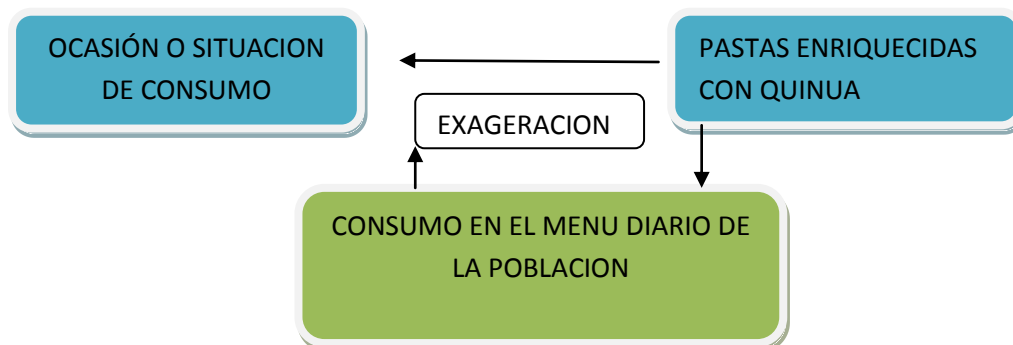 OCASIÓN O SITUACION
DE CONSUMO
PASTAS ENRIQUECIDAS
CON QUINUA
EXAGERACION
CONSUMO EN EL MENU DIARIO DE
LA POBLACION